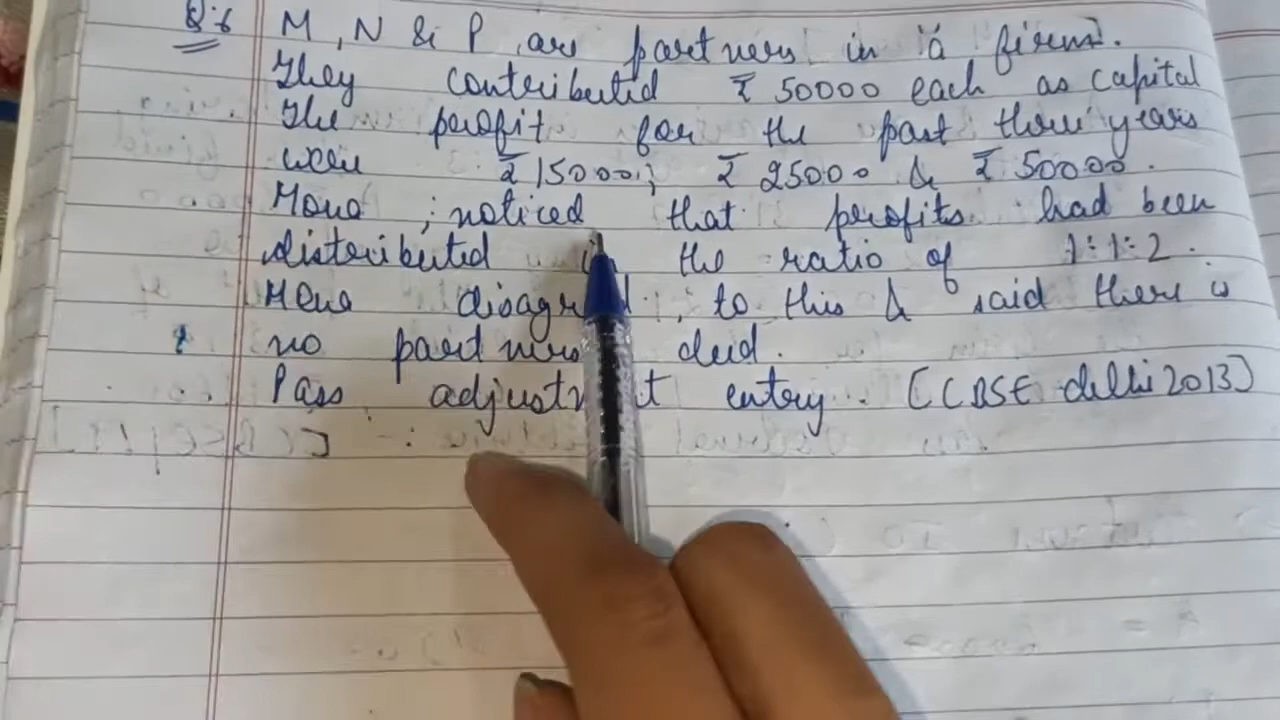 Q.6 M, N & P are partners in a firm.
They contributed ₹ 50000 each as capital
The profit for the past three years
were ₹ 15000, ₹ 25000 & ₹ 50000.
Mona ; noticed that profits had been
distributed the ratio of 1:1:2.
Mona to this & said there is
no partners deed.
Pass entry. (CBSE delhi 2013)